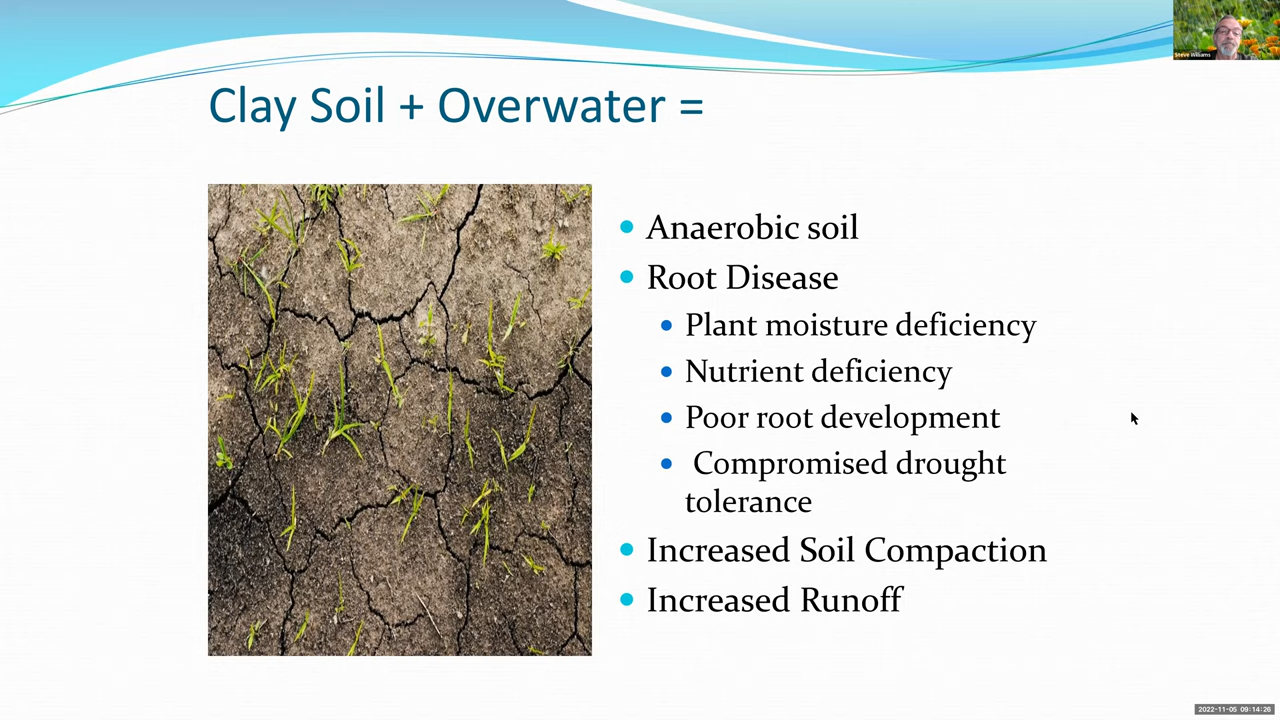 Steve Williams
Clay Soil + Overwater =
Anaerobic soil
Root Disease
Plant moisture deficiency
Nutrient deficiency
Poor root development
Compromised drought
tolerance
Increased Soil Compaction
Increased Runoff
2022-11-05 09:14:26